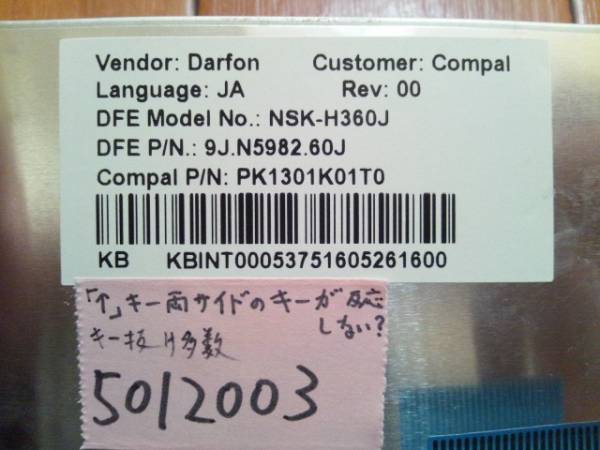 Vendor: Darfon Customer: Compal
Language: JA Rev: 00
DFE Model No.: NSK-H360J
DFE P/N.: 9J.N5982.60J
Compal P/N: PK1301K01T0
KB KBINT00053751605261600
「↑」キー両サイドのキーが反応
しない?
キー抜け多数
5012003